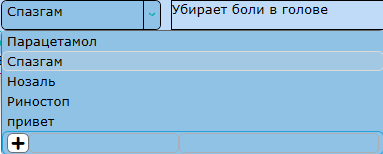 Спазгам
Убирает боли в голове
Парацетамол
Спазгам
Нозаль
Риностоп
привет